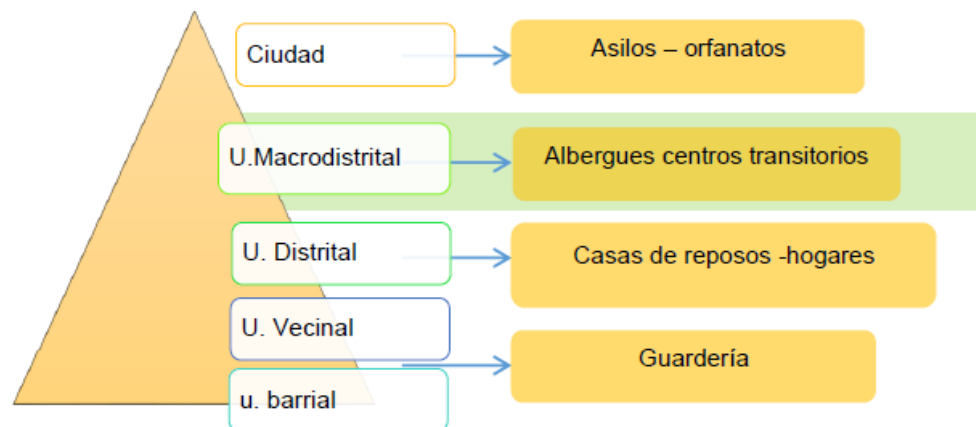 Ciudad
Asilos – orfanatos
U.Macrodistrital
Albergues centros transitorios
U. Distrital
Casas de reposos -hogares
U. Vecinal
Guardería
u. barrial